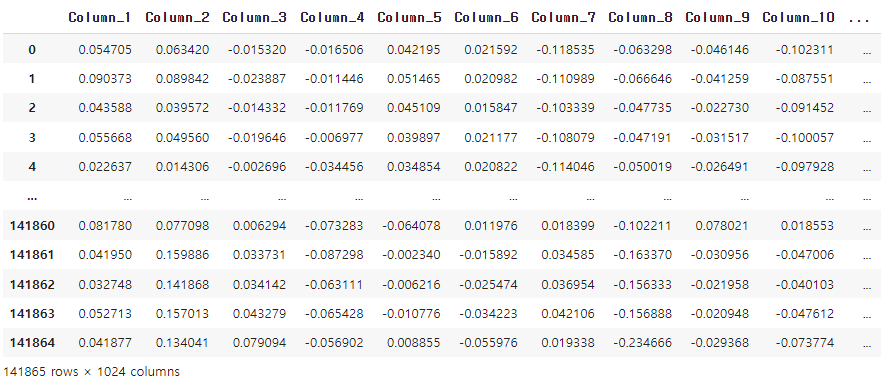 Column_1 Column_2 Column_3 Column_4 Column_5 Column_6 Column_7 Column_8 Column_9 Column_10 ...
0 0.054705 0.063420 -0.015320 -0.016506 0.042195 0.021592 -0.118535 -0.063298 -0.046146 -0.102311 ...
1 0.090373 0.089842 -0.023887 -0.011446 0.051465 0.020982 -0.110989 -0.066646 -0.041259 -0.087551 ...
2 0.043588 0.039572 -0.014332 -0.011769 0.045109 0.015847 -0.103339 -0.047735 -0.022730 -0.091452 ...
3 0.055668 0.049560 -0.019646 -0.006977 0.039897 0.021177 -0.108079 -0.047191 -0.031517 -0.100057 ...
4 0.022637 0.014306 -0.002696 -0.034456 0.034854 0.020822 -0.114046 -0.050019 -0.026491 -0.097928 ...
... ... ... ... ... ... ... ... ... ... ... ...
141860 0.081780 0.077098 0.006294 -0.073283 -0.064078 0.011976 0.018399 -0.102211 0.078021 0.018553 ...
141861 0.041950 0.159886 0.033731 -0.087298 -0.002340 -0.015892 0.034585 -0.163370 -0.030956 -0.047006 ...
141862 0.032748 0.141868 0.034142 -0.063111 -0.006216 -0.025474 0.036954 -0.156333 -0.021958 -0.040103 ...
141863 0.052713 0.157013 0.043279 -0.065428 -0.010776 -0.034223 0.042106 -0.156888 -0.020948 -0.047612 ...
141864 0.041877 0.134041 0.079094 -0.056902 0.008855 -0.055976 0.019338 -0.234666 -0.029368 -0.073774 ...
141865 rows × 1024 columns